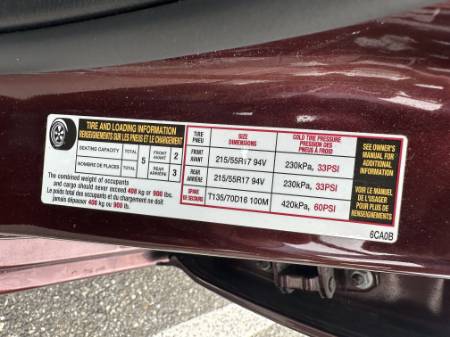 TIRE AND LOADING INFORMATION
RENSEIGNEMENTS SUR LES PNEUS ET LE CHARGEMENT
SEATING CAPACITY TOTAL 5 FRONT AVANT 2
NOMBRE DE PLACES TOTAL REAR ARRIÈRE 3
The combined weight of occupants
and cargo should never exceed 408 kg or 900 lbs.
Le poids total des occupants et du chargement ne doit
jamais dépasser 408 kg or 900 lb.
TIRE PNEU SIZE DIMENSIONS COLD TIRE PRESSURE PRESSION DES PNEUS À FROID
FRONT AVANT 215/55R17 94V 230kPa, 33PSI
REAR ARRIÈRE 215/55R17 94V 230kPa, 33PSI
SPARE DE SECOURS T135/70D16 100M 420kPa, 60PSI
SEE OWNER'S
MANUAL FOR
ADDITIONAL
INFORMATION
VOIR LE MANUEL
DE L'USAGER
POUR PLUS DE
RENSEIGNEMENTS
6CA0B